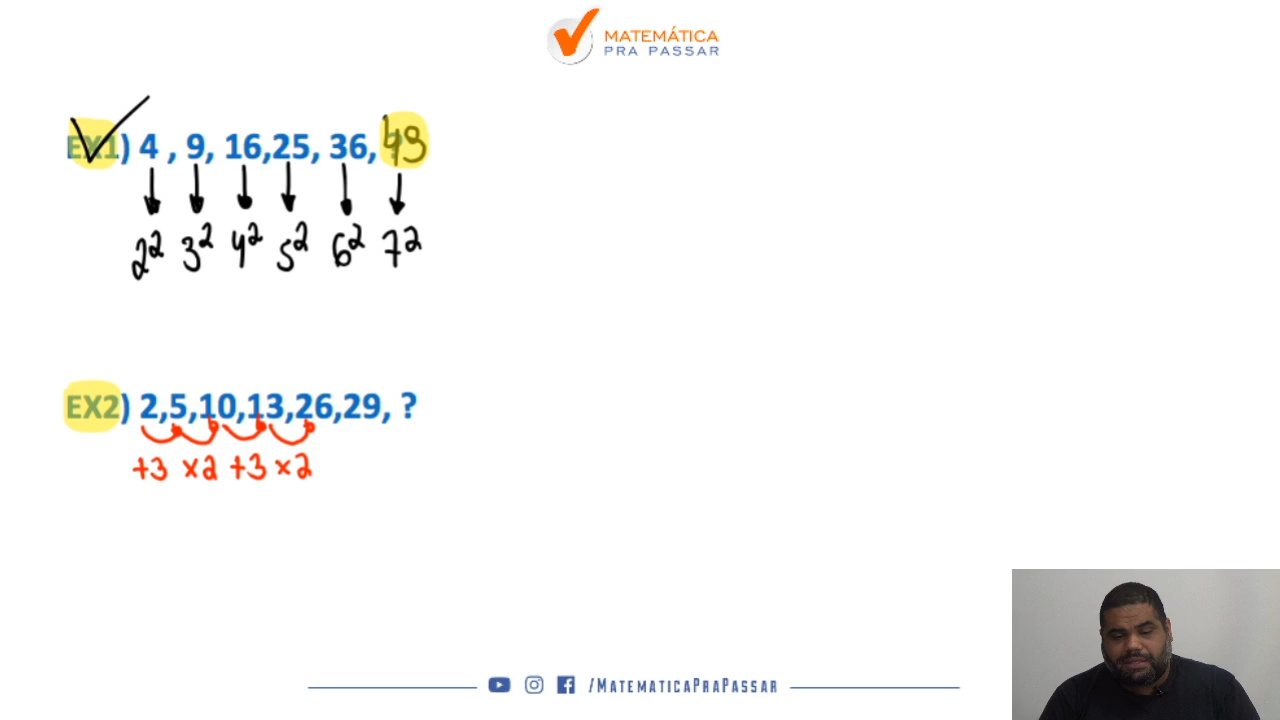 MATEMÁTICA
PRA PASSAR
EX1) 4 , 9, 16,25, 36, 49
2² 3² 4² 5² 6² 7²
EX2) 2,5,10,13,26,29, ?
+3 ×2 +3 ×2
/MATEMATICAPRAPASSAR